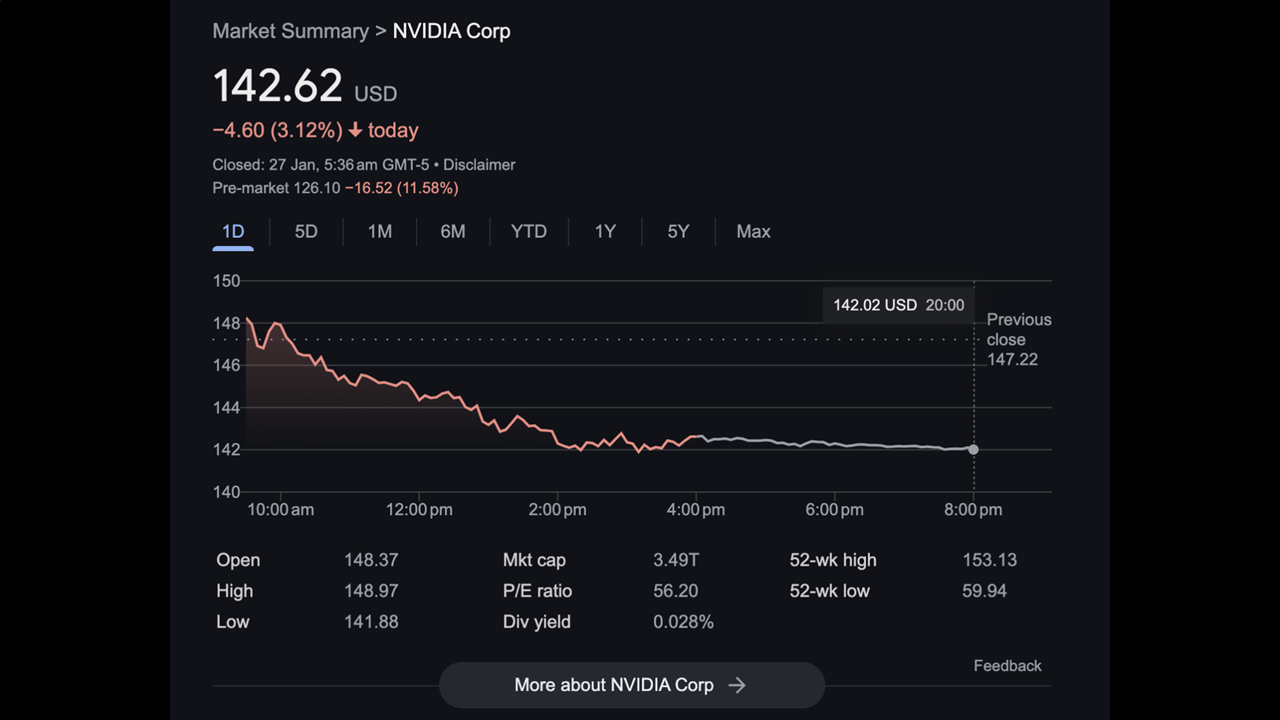 Market Summary > NVIDIA Corp
142.62 USD
−4.60 (3.12%) ↓ today
Closed: 27 Jan, 5:36 am GMT-5 • Disclaimer
Pre-market 126.10 −16.52 (11.58%)
1D 5D 1M 6M YTD 1Y 5Y Max
150
142.02 USD 20:00
148
Previous
close
147.22
146
144
142
140
10:00 am 12:00 pm 2:00 pm 4:00 pm 6:00 pm 8:00 pm
Open 148.37 Mkt cap 3.49T 52-wk high 153.13
High 148.97 P/E ratio 56.20 52-wk low 59.94
Low 141.88 Div yield 0.028%
Feedback
More about NVIDIA Corp →